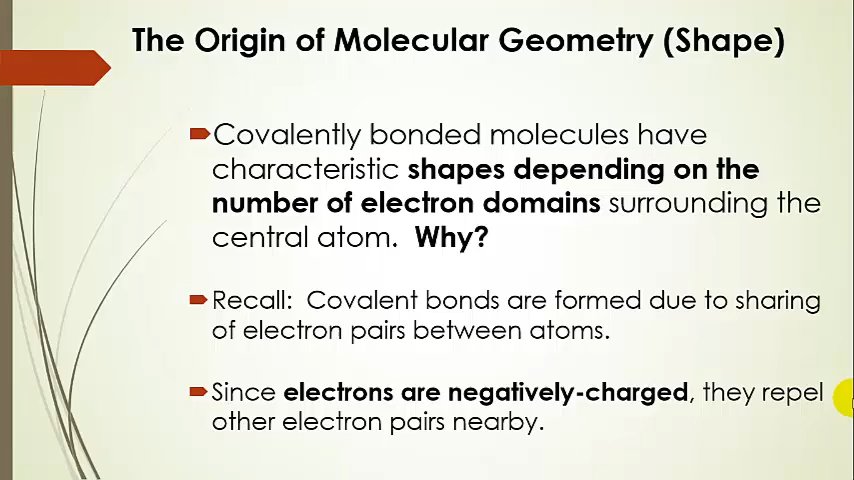 The Origin of Molecular Geometry (Shape)
Covalently bonded molecules have
characteristic shapes depending on the
number of electron domains surrounding the
central atom.  Why?
Recall:  Covalent bonds are formed due to sharing
of electron pairs between atoms.
Since electrons are negatively-charged, they repel
other electron pairs nearby.